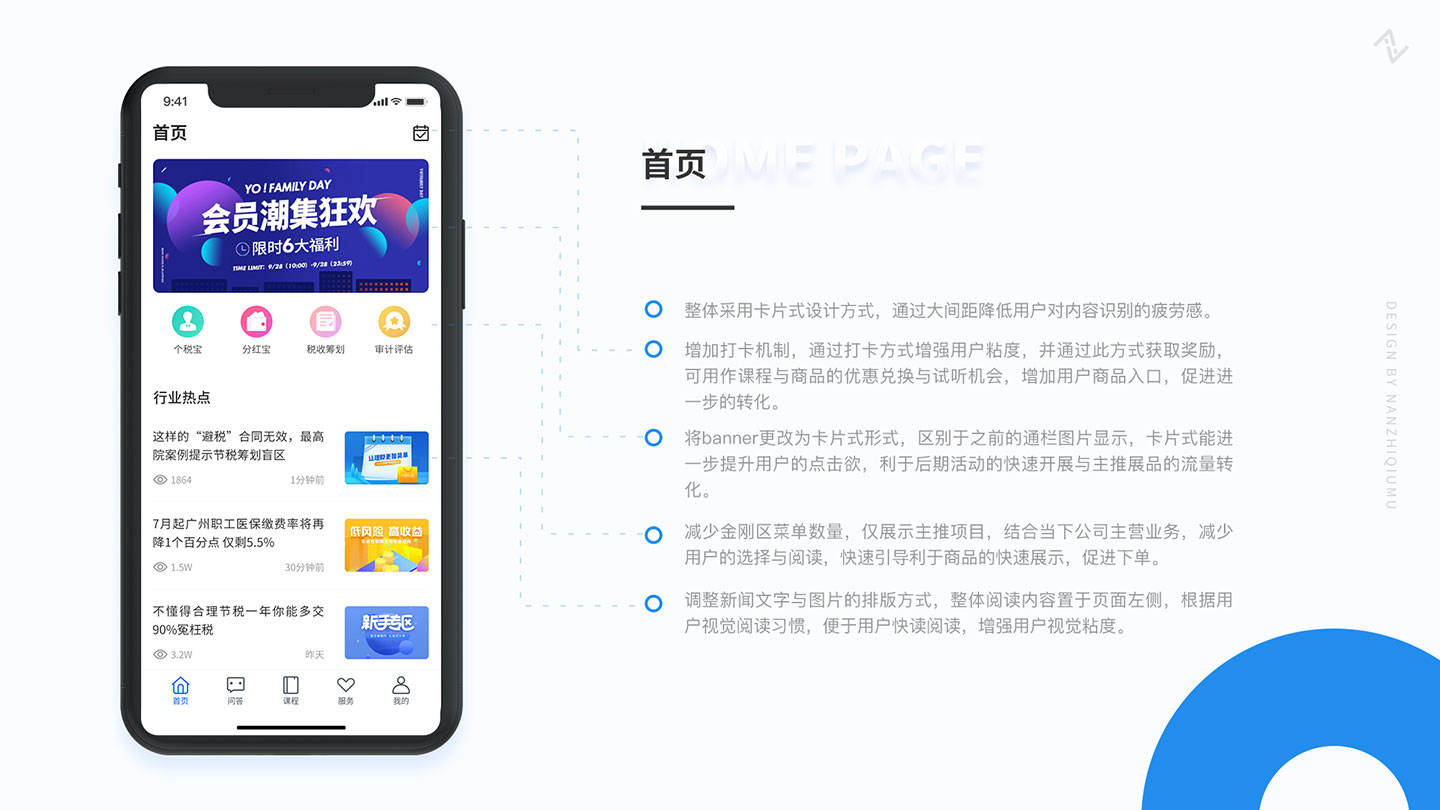 9:41
首页
YO ! FAMILY DAY
会员潮集狂欢
限时6大福利
TIME LIMIT: 9/28 (10:00) -9/28 (23:59)
个税宝
分红宝
税收筹划
审计评估
行业热点
这样的“避税”合同无效，最高
院案例提示节税筹划盲区
1864
1分钟前
让理财更加简单
7月起广州职工医保缴费率将再
降1个百分点 仅剩5.5%
1.5W
30分钟前
低风险 高收益
不懂得合理节税一年你能多交
90%冤枉税
3.2W
昨天
新手专区
首页
问答
课程
服务
我的
首页
OME PAGE
整体采用卡片式设计方式，通过大间距降低用户对内容识别的疲劳感。
增加打卡机制，通过打卡方式增强用户粘度，并通过此方式获取奖励，
可用作课程与商品的优惠兑换与试听机会，增加用户商品入口，促进进
一步的转化。
将banner更改为卡片式形式，区别于之前的通栏图片显示，卡片式能进
一步提升用户的点击欲，利于后期活动的快速开展与主推展品的流量转
化。
减少金刚区菜单数量，仅展示主推项目，结合当下公司主营业务，减少
用户的选择与阅读，快速引导利于商品的快速展示，促进下单。
调整新闻文字与图片的排版方式，整体阅读内容置于页面左侧，根据用
户视觉阅读习惯，便于用户快读阅读，增强用户视觉粘度。
DESIGN BY NANZHIQIUMU